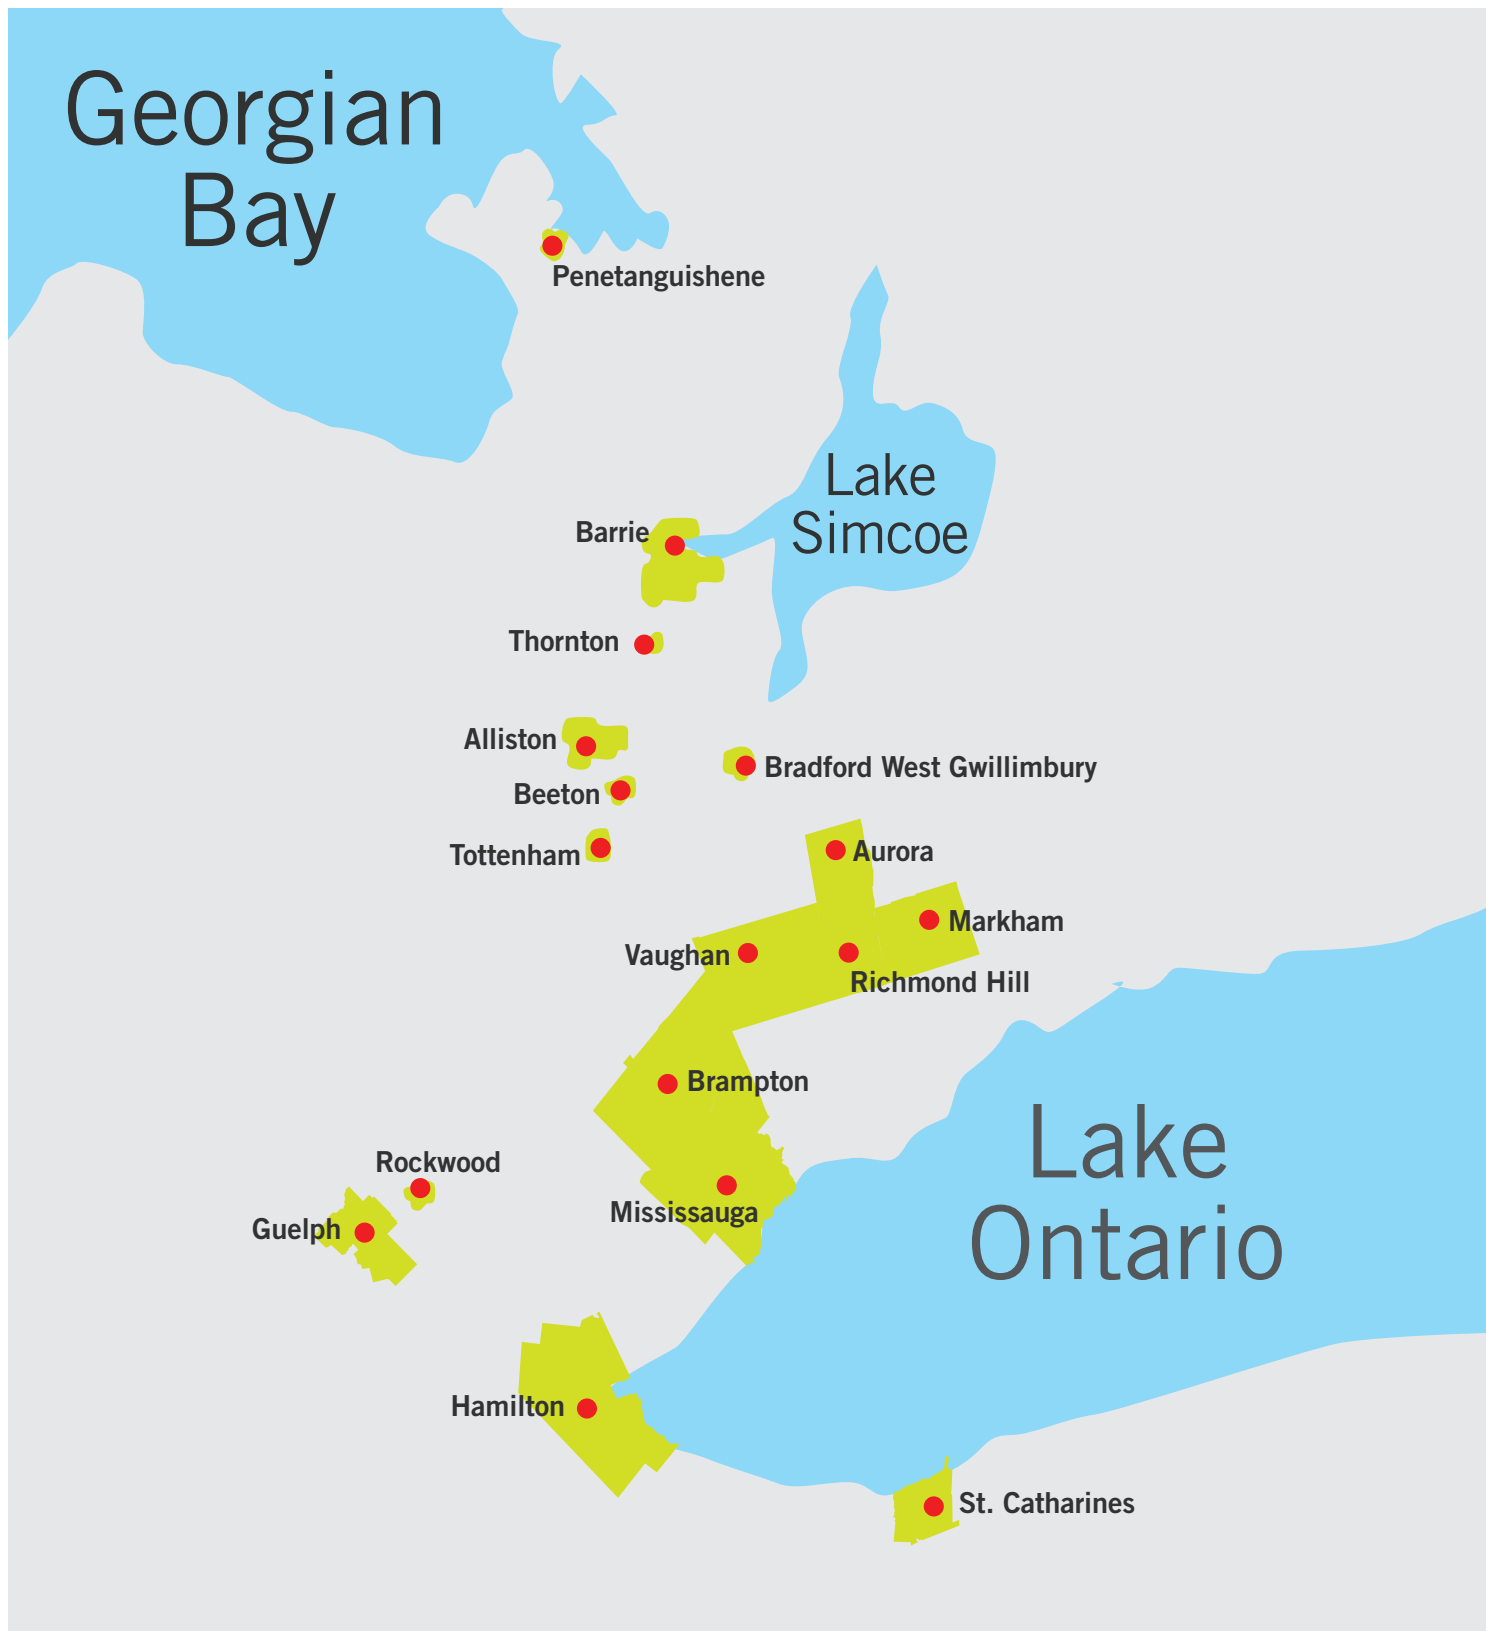 Georgian
Bay
Penetanguishene
Lake
Simcoe
Barrie
Thornton
Alliston
Bradford West Gwillimbury
Beeton
Tottenham
Aurora
Markham
Vaughan
Richmond Hill
Brampton
Lake
Ontario
Rockwood
Mississauga
Guelph
Hamilton
St. Catharines